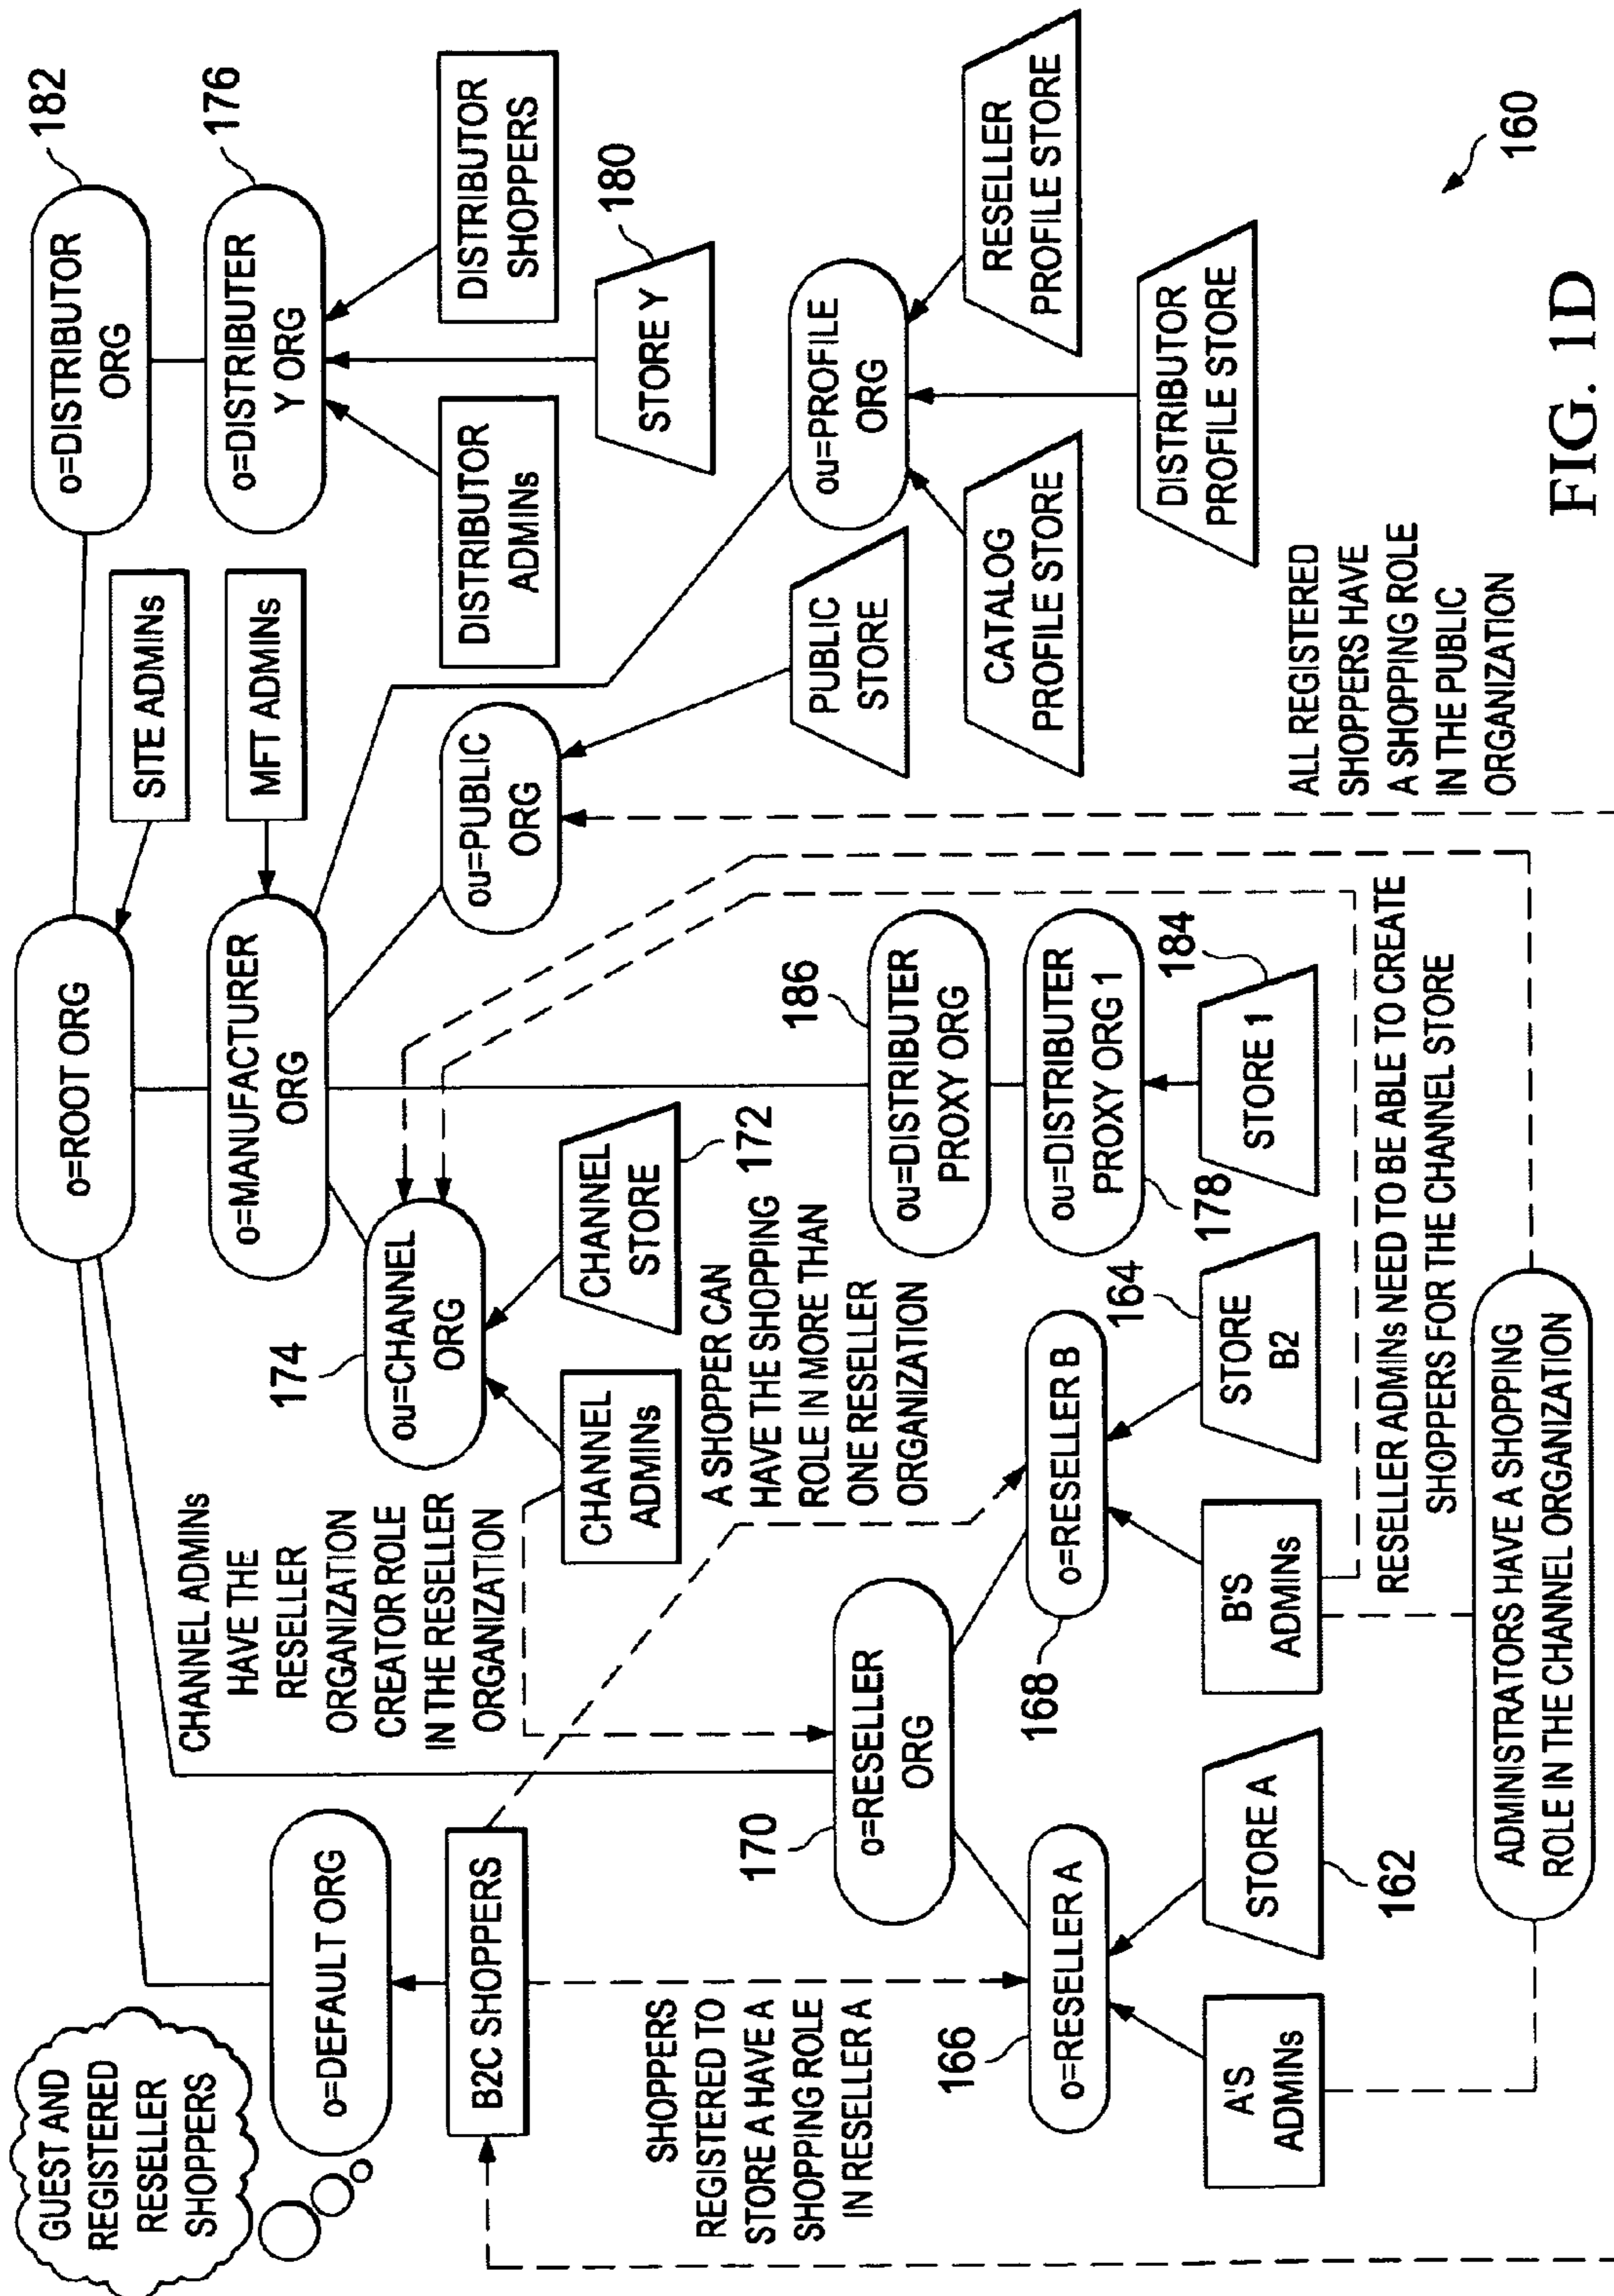 GUEST AND
REGISTERED
RESELLER
SHOPPERS
o=ROOT ORG
SITE ADMINs
o=DISTRIBUTOR
ORG
182
o=DEFAULT ORG
B2C SHOPPERS
CHANNEL ADMINs
HAVE THE
RESELLER
ORGANIZATION
CREATOR ROLE
IN THE RESELLER
ORGANIZATION
o=MANUFACTURER
ORG
MFT ADMINs
o=DISTRIBUTER
Y ORG
176
174
ou=CHANNEL
ORG
ou=PUBLIC
ORG
DISTRIBUTOR
ADMINs
DISTRIBUTOR
SHOPPERS
CHANNEL
ADMINs
CHANNEL
STORE
172
STORE Y
180
SHOPPERS
REGISTERED TO
STORE A HAVE A
SHOPPING ROLE
IN RESELLER A
A SHOPPER CAN
HAVE THE SHOPPING
ROLE IN MORE THAN
ONE RESELLER
ORGANIZATION
170
o=RESELLER
ORG
186
ou=DISTRIBUTER
PROXY ORG
PUBLIC
STORE
ou=PROFILE
ORG
166
o=RESELLER A
168
o=RESELLER B
164
178
ou=DISTRIBUTER
PROXY ORG 1
184
CATALOG
PROFILE STORE
RESELLER
PROFILE STORE
A'S
ADMINs
STORE A
162
B'S
ADMINs
STORE
B2
STORE 1
DISTRIBUTOR
PROFILE STORE
RESELLER ADMINs NEED TO BE ABLE TO CREATE
SHOPPERS FOR THE CHANNEL STORE
ALL REGISTERED
SHOPPERS HAVE
A SHOPPING ROLE
IN THE PUBLIC
ORGANIZATION
ADMINISTRATORS HAVE A SHOPPING
ROLE IN THE CHANNEL ORGANIZATION
160
FIG. 1D